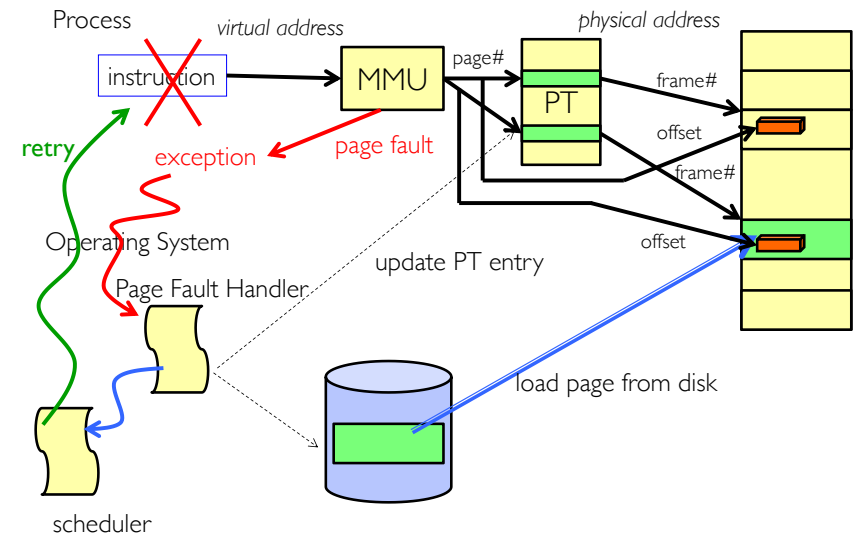 Process
virtual address
physical address
instruction
MMU
page#
PT
frame#
offset
retry
exception
page fault
frame#
offset
Operating System
update PT entry
Page Fault Handler
load page from disk
scheduler